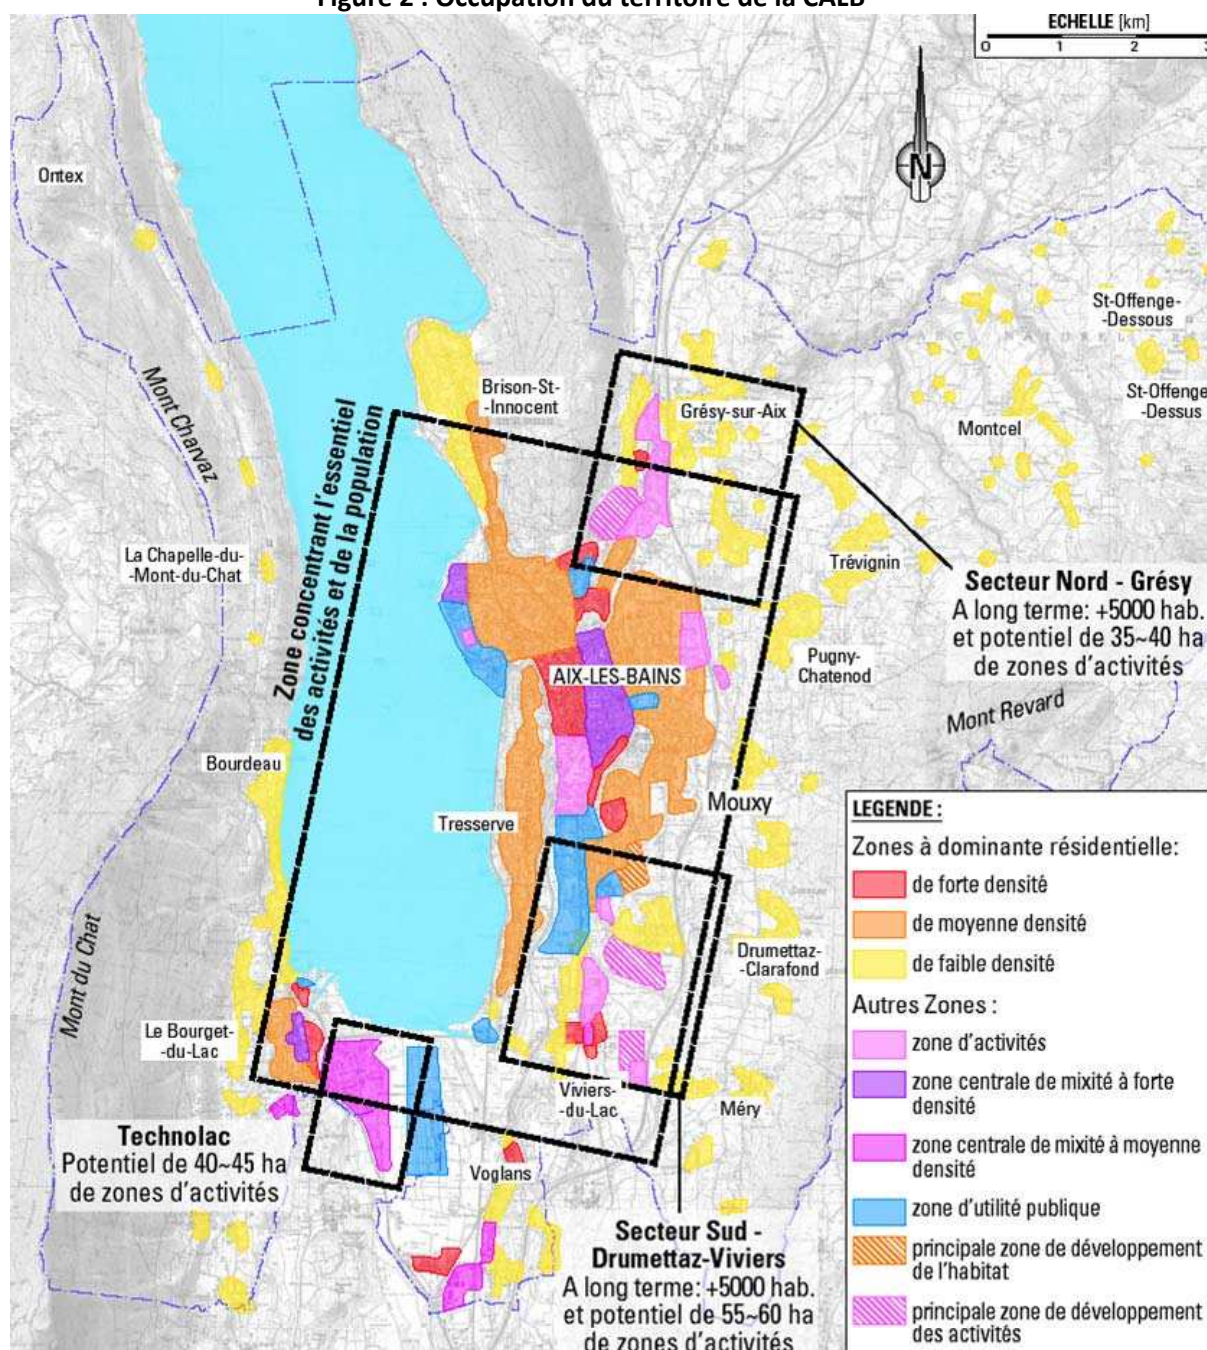 Figure 2 : Occupation du territoire de la CALB
ECHELLE [km]
0 1 2 3
N
Ontex
St-Offenge-
-Dessous
St-Offenge
-Dessus
Montcel
Mont Charvaz
Brison-St-
-Innocent
Grésy-sur-Aix
Zone concentrant l'essentiel
des activités et de la population
La Chapelle-du-
-Mont-du-Chat
Trévignin
Secteur Nord - Grésy
A long terme: +5000 hab.
et potentiel de 35~40 ha
de zones d'activités
Pugny-
Chatenod
AIX-LES-BAINS
Mont Revard
Bourdeau
Mouxy
Tresserve
Mont du Chat
Drumettaz-
-Clarafond
Le Bourget-
-du-Lac
Viviers-
-du-Lac
Méry
Technolac
Potentiel de 40~45 ha
de zones d'activités
Voglans
Secteur Sud -
Drumettaz-Viviers
A long terme: +5000 hab.
et potentiel de 55~60 ha
de zones d'activités
LEGENDE :
Zones à dominante résidentielle:
de forte densité
de moyenne densité
de faible densité
Autres Zones :
zone d'activités
zone centrale de mixité à forte
densité
zone centrale de mixité à moyenne
densité
zone d'utilité publique
principale zone de développement
de l'habitat
principale zone de développement
des activités